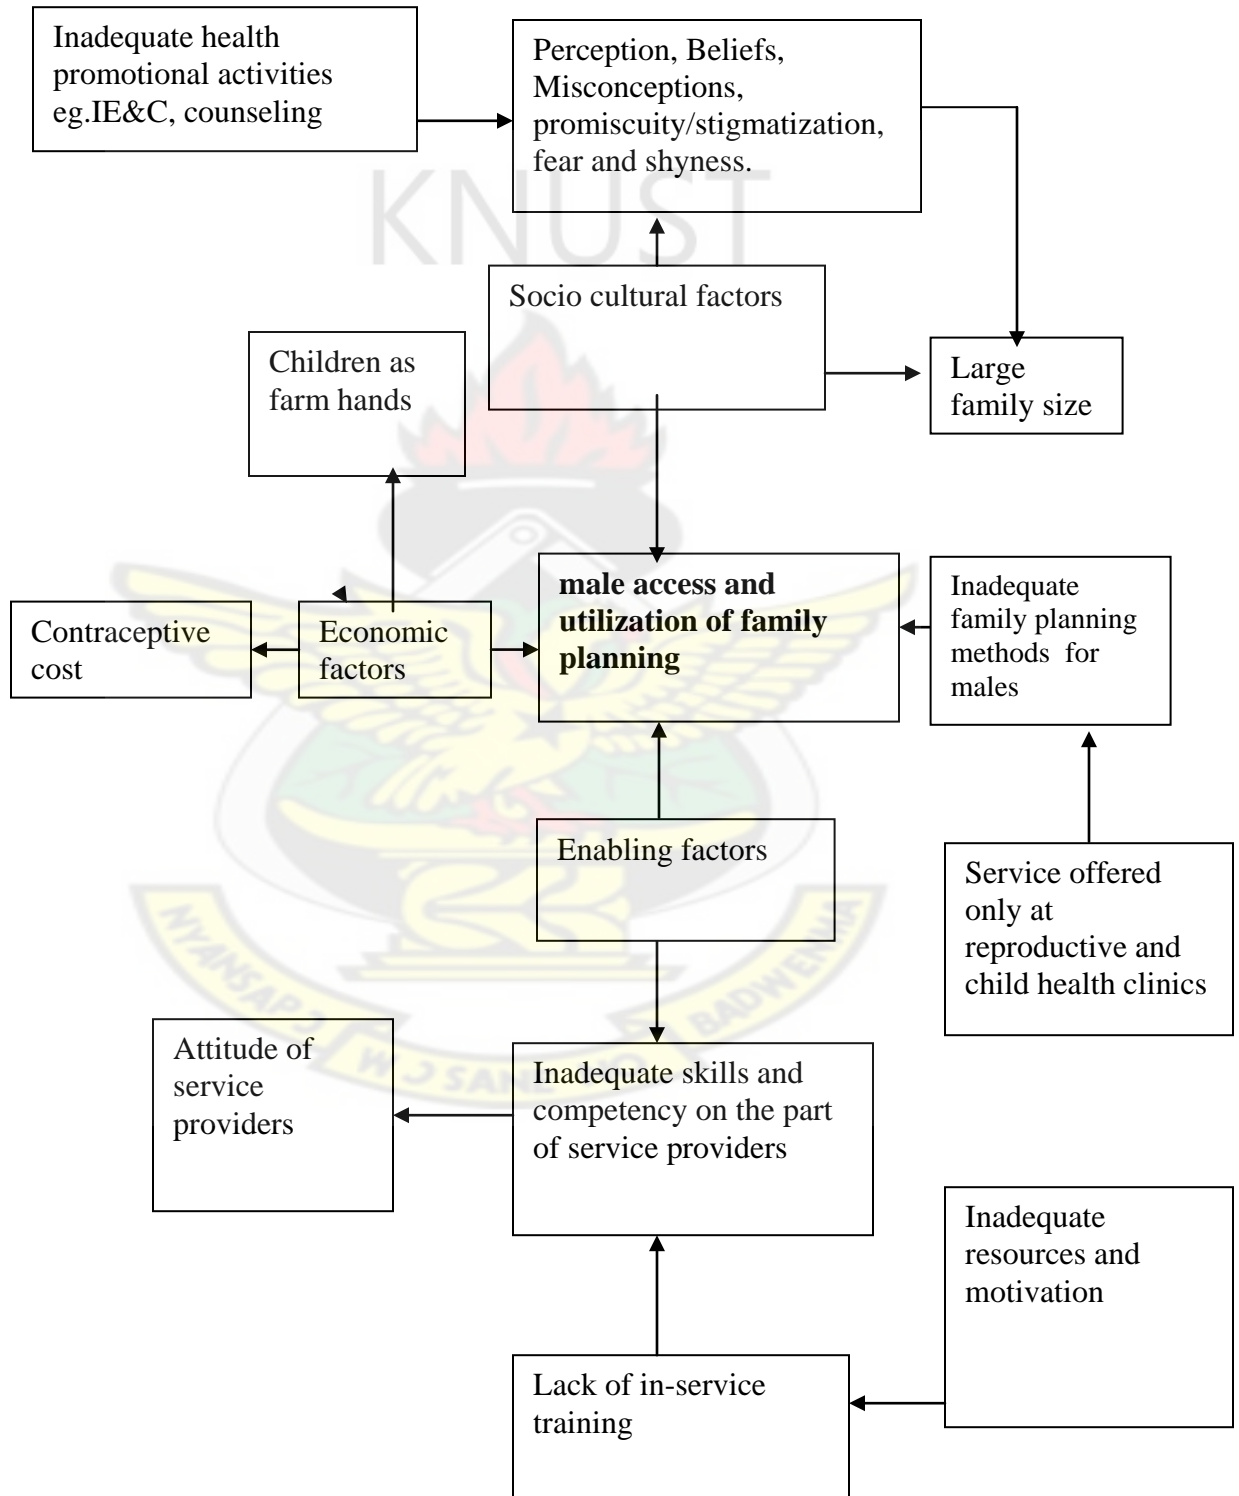 Inadequate health
promotional activities
eg.IE&C, counseling
Perception, Beliefs,
Misconceptions,
promiscuity/stigmatization,
fear and shyness.
KNUST
Socio cultural factors
Children as
farm hands
Large
family size
Contraceptive
cost
Economic
factors
male access and
utilization of family
planning
Inadequate
family planning
methods for
males
Enabling factors
Service offered
only at
reproductive and
child health clinics
NYANSAPƆ WƆSANE NO BADWENMA
Attitude of
service
providers
Inadequate skills and
competency on the part
of service providers
Inadequate
resources and
motivation
Lack of in-service
training